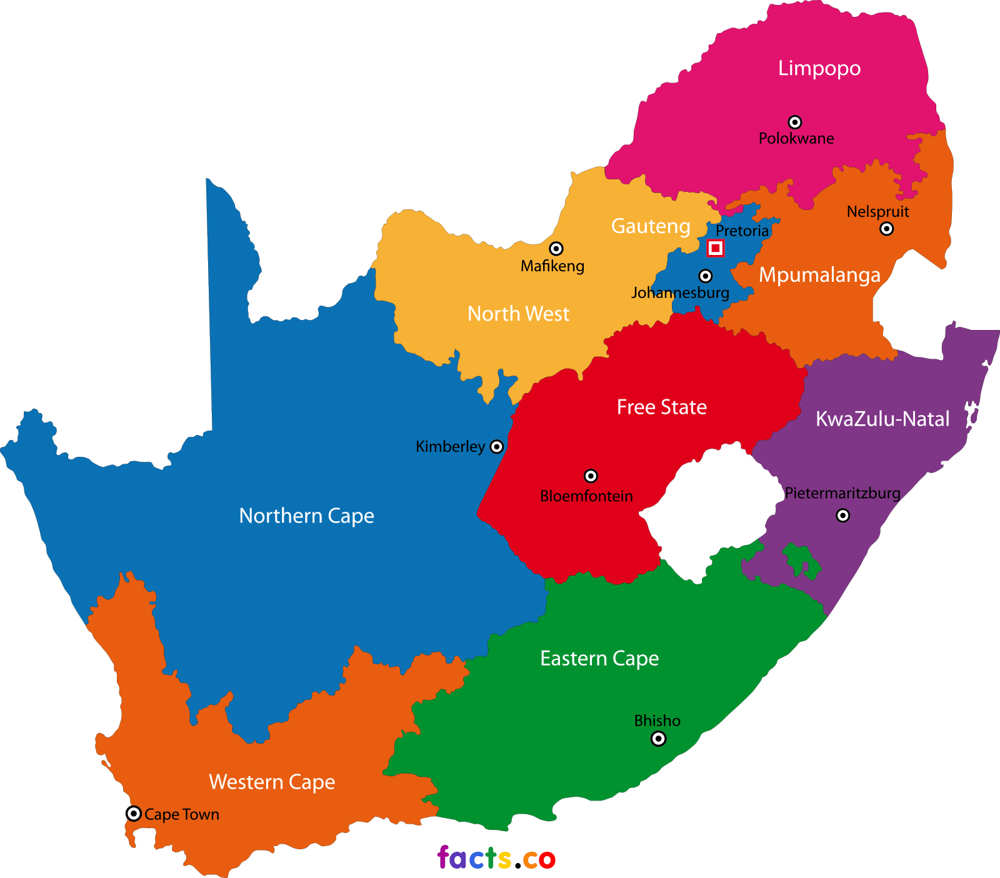 Limpopo
Polokwane
Nelspruit
Gauteng
Pretoria
Mafikeng
Mpumalanga
Johannesburg
North West
Free State
KwaZulu-Natal
Kimberley
Bloemfontein
Pietermaritzburg
Northern Cape
Eastern Cape
Bhisho
Western Cape
Cape Town
facts.co